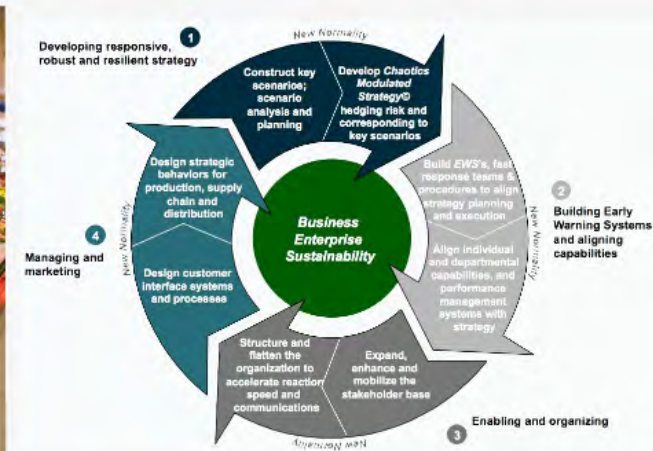 1
Developing responsive,
robust and resilient strategy
New Normality
Construct key
scenarios;
scenario
analysis and
planning
Develop Chaotics
Modulated
Strategy©
hedging risk and
corresponding to
key scenarios
Build EWS's, fast
response teams &
procedures to align
strategy planning
and execution
Align individual
and departmental
capabilities, and
performance
management
systems with
strategy
New Normality
2
Building Early
Warning Systems
and aligning
capabilities
Expand,
enhance and
mobilize the
stakeholder base
Structure and
flatten the
organization to
accelerate reaction
speed and
communications
New Normality
3
Enabling and organizing
Design customer
interface systems
and processes
Design strategic
behaviors for
production, supply
chain and
distribution
New Normality
4
Managing and
marketing
Business
Enterprise
Sustainability